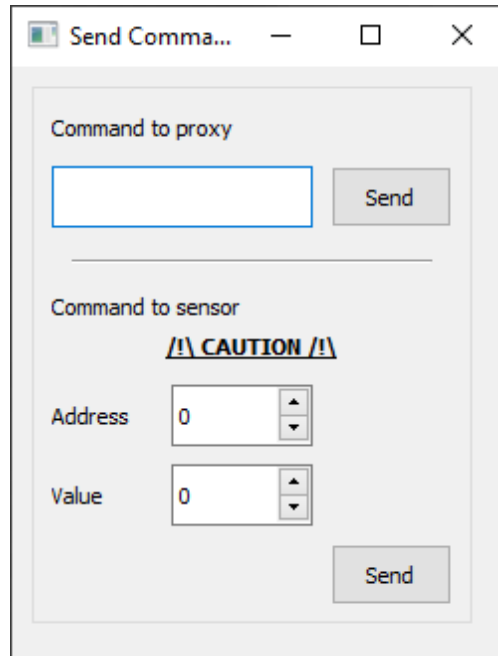 Send Comma...
Command to proxy
Send
Command to sensor
/!\ CAUTION /!\
Address 0
Value 0
Send